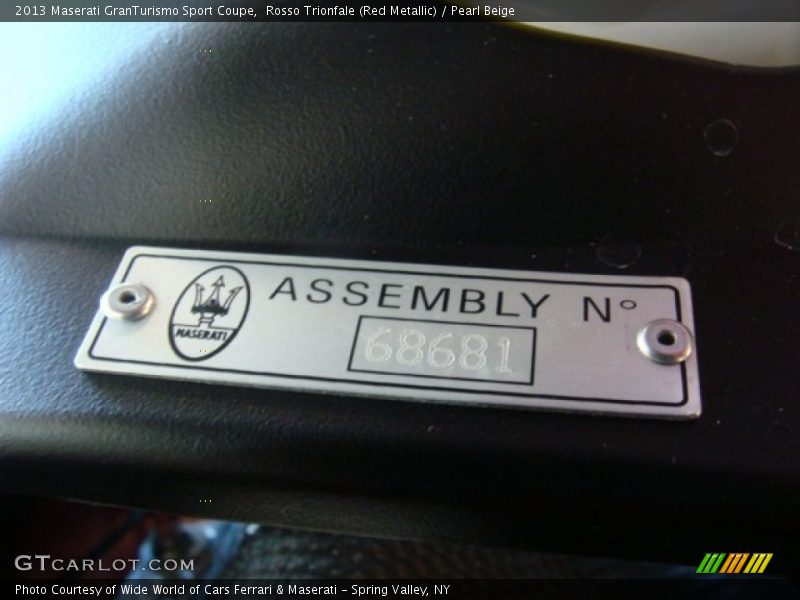 2013 Maserati GranTurismo Sport Coupe,  Rosso Trionfale (Red Metallic) / Pearl Beige
ASSEMBLY Nº
MASERATI
68681
GTCARLOT.COM
Photo Courtesy of Wide World of Cars Ferrari & Maserati – Spring Valley, NY